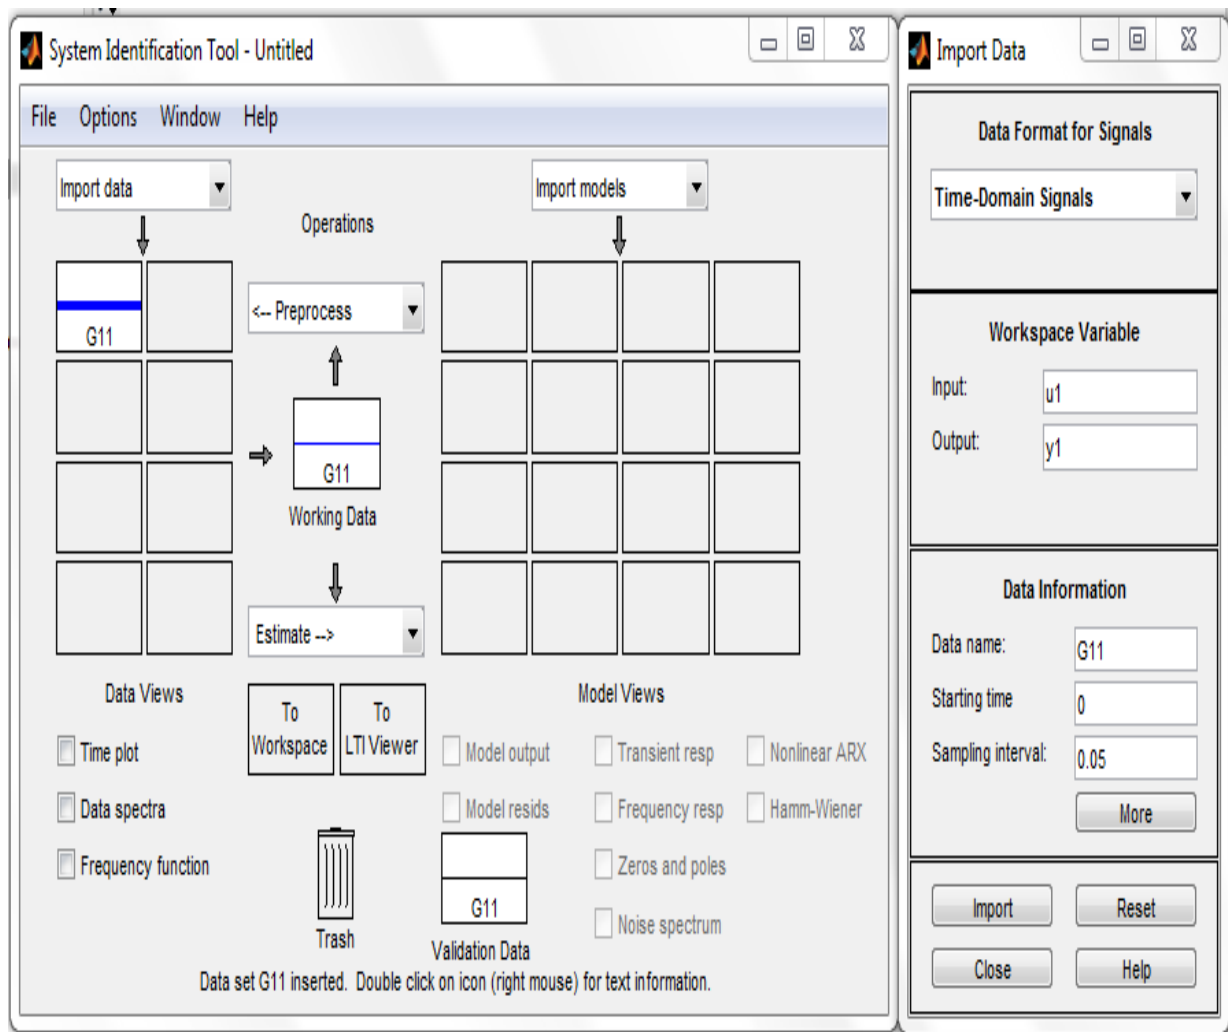 System Identification Tool - Untitled
File Options Window Help
Import data
Import models
Operations
G11
<-- Preprocess
G11
Working Data
Estimate -->
Data Views
To
Workspace
To
LTI Viewer
Model Views
Time plot
Data spectra
Frequency function
Model output
Transient resp
Nonlinear ARX
Model resids
Frequency resp
Hamm-Wiener
Zeros and poles
Noise spectrum
Trash
G11
Validation Data
Data set G11 inserted. Double click on icon (right mouse) for text information.
Import Data
Data Format for Signals
Time-Domain Signals
Workspace Variable
Input: u1
Output: y1
Data Information
Data name: G11
Starting time 0
Sampling interval: 0.05
More
Import
Reset
Close
Help